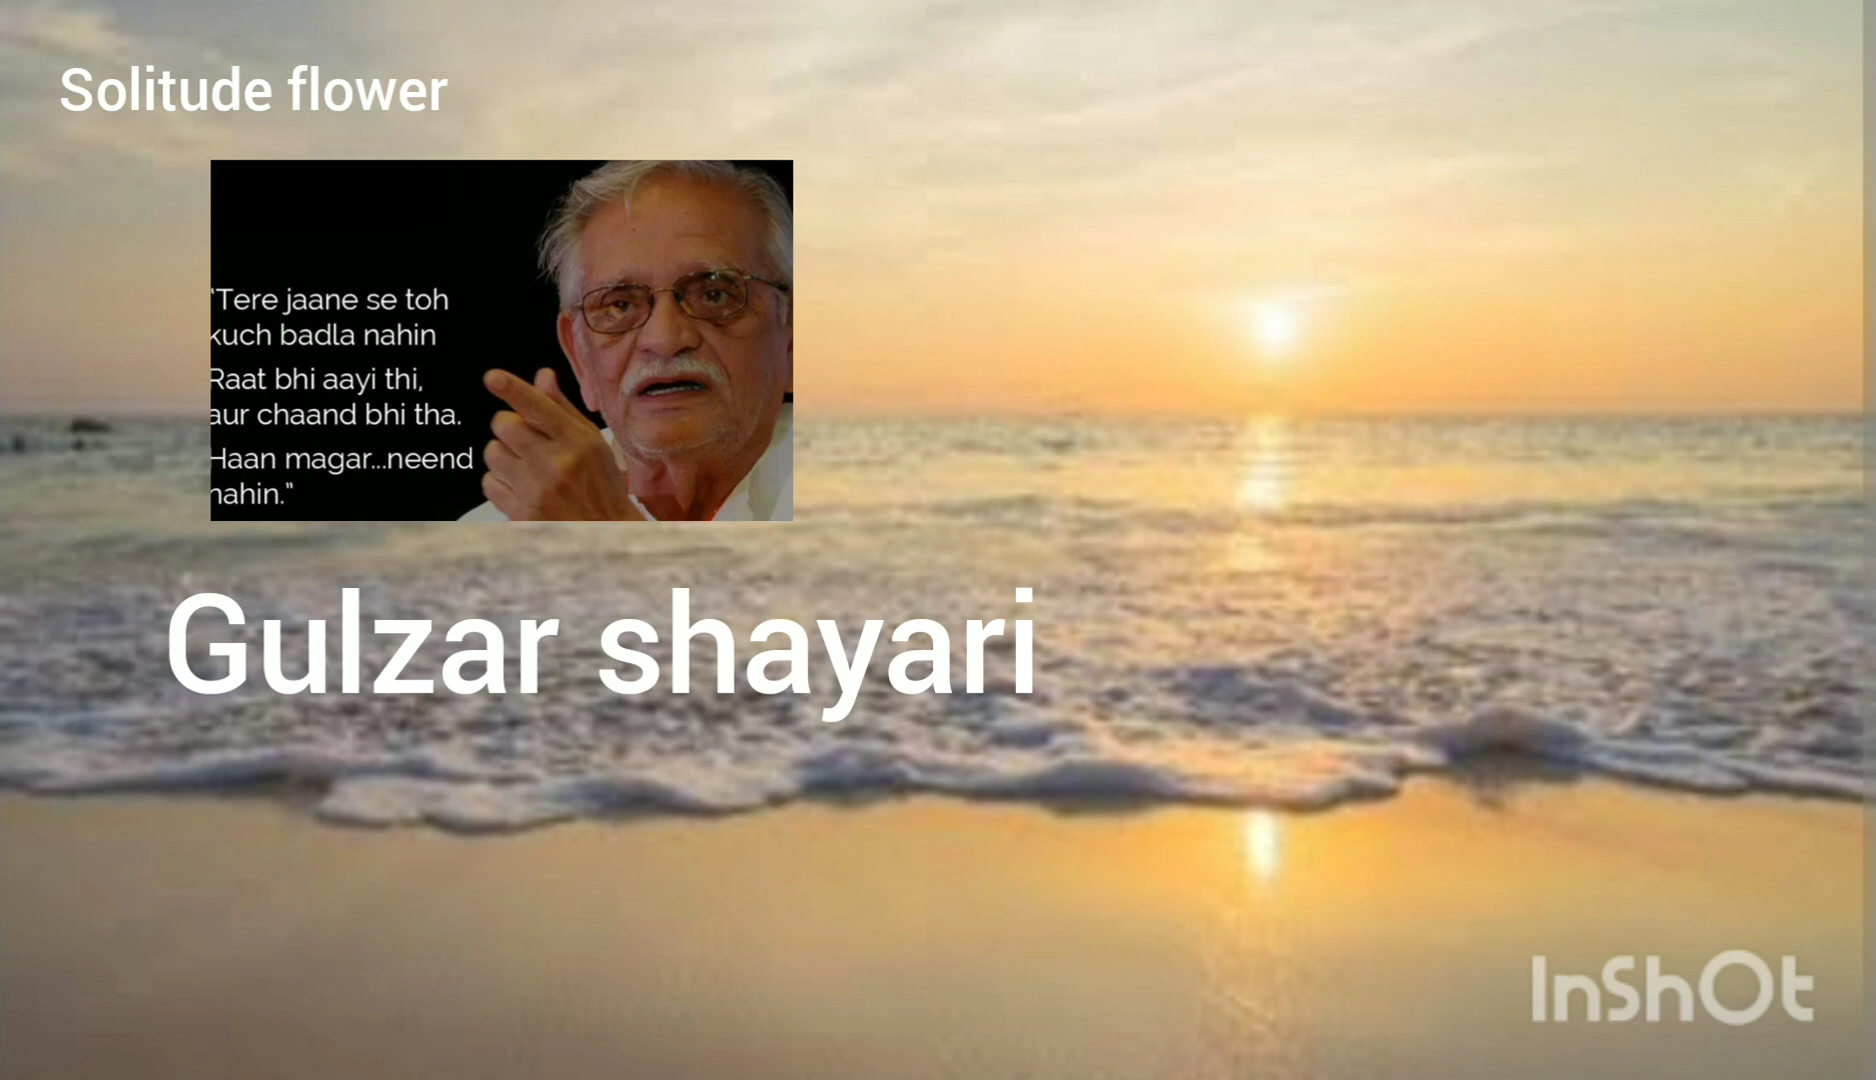 Solitude flower
"Tere jaane se toh
kuch badla nahin
Raat bhi aayi thi,
aur chaand bhi tha.
Haan magar...neend
nahin.”
Gulzar shayari
InShOt